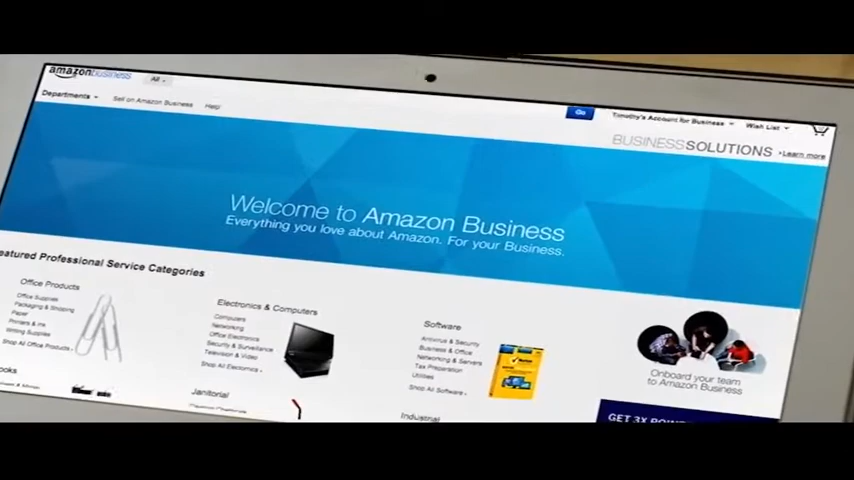 amazonbusiness
All
Go
Timothy's Account for Business
Wish List
Departments
Sell on Amazon Business
Help
BUSINESSSOLUTIONS
Learn more
Welcome to Amazon Business
Everything you love about Amazon. For your Business.
eatured Professional Service Categories
Office Products
Office Supplies
Packaging & Shipping
Paper
Printers & Ink
Writing Supplies
Shop All Office Products
Electronics & Computers
Computers
Networking
Office Electronics
Security & Surveillance
Television & Video
Shop All Electronics
Software
Antivirus & Security
Business & Office
Networking & Servers
Tax Preparation
Utilities
Shop All Software
Onboard your team
to Amazon Business
ooks
Janitorial
Industrial
GET 3X